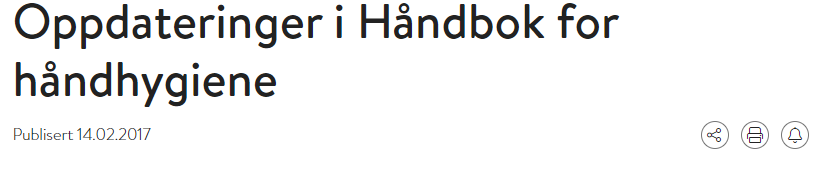 Oppdateringer i Håndbok for
håndhygiene
Publisert 14.02.2017